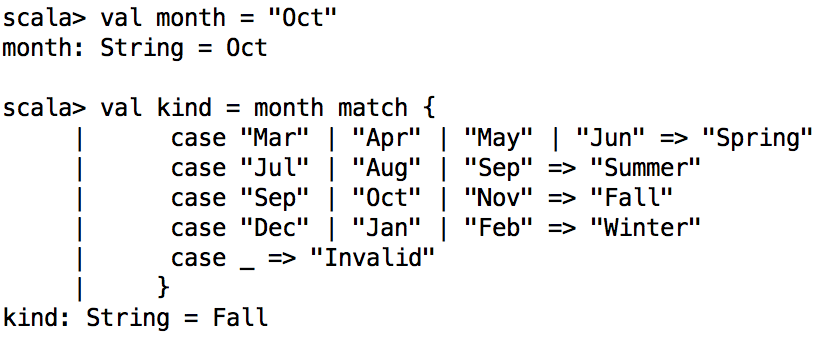 scala> val month = "Oct"
month: String = Oct
scala> val kind = month match {
     |      case "Mar" | "Apr" | "May" | "Jun" => "Spring"
     |      case "Jul" | "Aug" | "Sep" => "Summer"
     |      case "Sep" | "Oct" | "Nov" => "Fall"
     |      case "Dec" | "Jan" | "Feb" => "Winter"
     |      case _ => "Invalid"
     |     }
kind: String = Fall